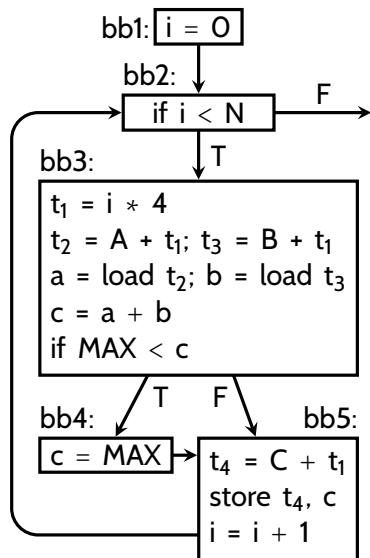 bb1: i = 0
bb2:
if i < N
F
T
bb3:
t₁ = i * 4
t₂ = A + t₁; t₃ = B + t₁
a = load t₂; b = load t₃
c = a + b
if MAX < c
T
F
bb4:
bb5:
c = MAX
t₄ = C + t₁
store t₄, c
i = i + 1